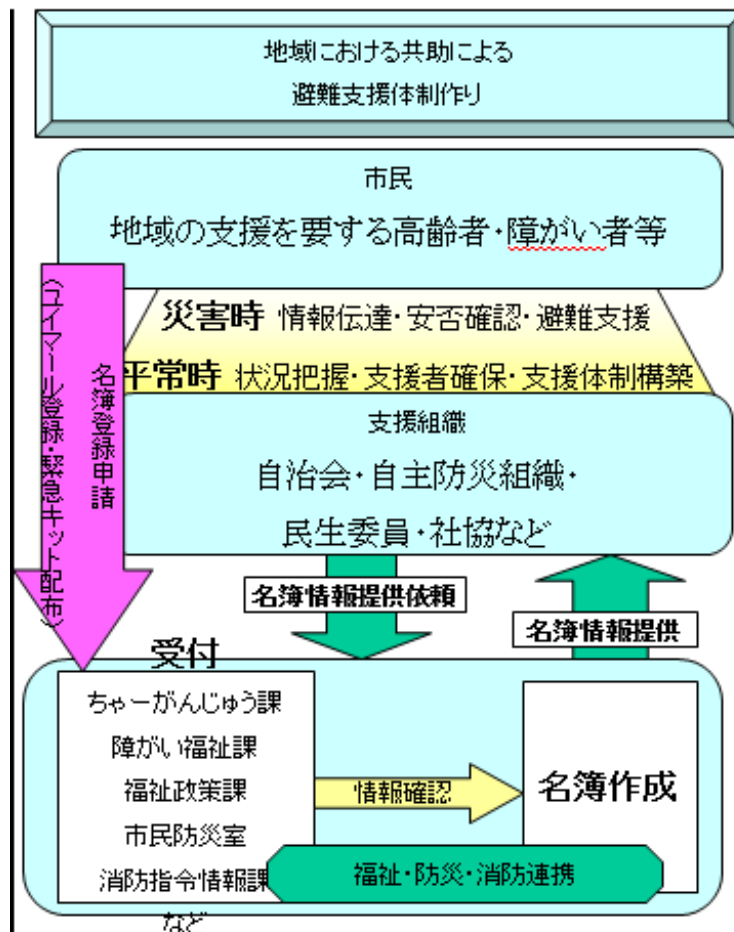 地域における共助による
避難支援体制作り
市民
地域の支援を要する高齢者・障がい者等
災害時 情報伝達・安否確認・避難支援
平常時 状況把握・支援者確保・支援体制構築
名簿登録申請
(ユイマール登録・緊急キット配布)
支援組織
自治会・自主防災組織・
民生委員・社協など
名簿情報提供依頼
名簿情報提供
受付
ちゃーがんじゅう課
障がい福祉課
福祉政策課
市民防災室
消防指令情報課
など
情報確認
名簿作成
福祉・防災・消防連携